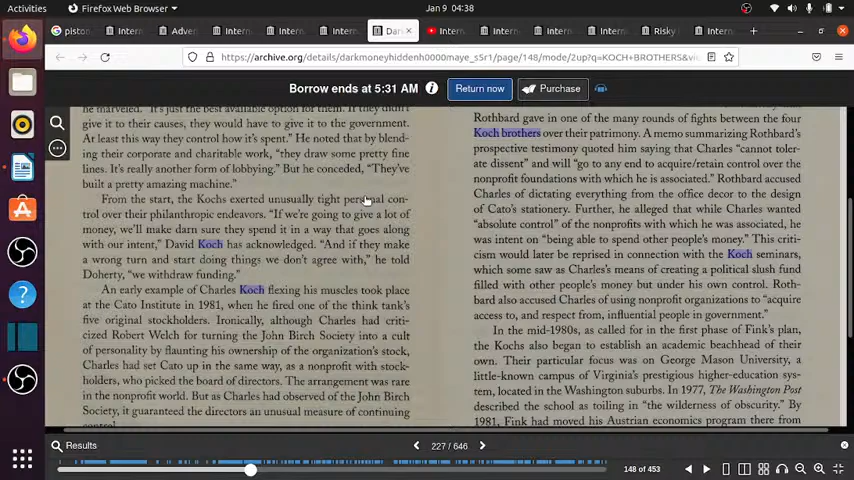 Activities
Firefox Web Browser
Jan 9 04:38
piston
Intern
Adver
Intern
Intern
Intern
Da
Intern
Intern
Intern
Intern
Risky
Intern
https://archive.org/details/darkmoneyhiddenh0000maye_s5r1/page/148/mode/2up?q=KOCH+BROTHERS&vi
Borrow ends at 5:31 AM
Return now
Purchase
he marveled. "It's just the best available option for them. If they didn't
give it to their causes, they would have to give it to the government.
At least this way they control how it's spent." He noted that by blend-
ing their corporate and charitable work, "they draw some pretty fine
lines. It's really another form of lobbying." But he conceded, "They've
built a pretty amazing machine."
From the start, the Kochs exerted unusually tight personal con-
trol over their philanthropic endeavors. "If we're going to give a lot of
money, we'll make darn sure they spend it in a way that goes along
with our intent," David Koch has acknowledged. "And if they make
a wrong turn and start doing things we don't agree with," he told
Doherty, "we withdraw funding."
An early example of Charles Koch flexing his muscles took place
at the Cato Institute in 1981, when he fired one of the think tank's
five original stockholders. Ironically, although Charles had criti-
cized Robert Welch for turning the John Birch Society into a cult
of personality by flaunting his ownership of the organization's stock,
Charles had set Cato up in the same way, as a nonprofit with stock-
holders, who picked the board of directors. The arrangement was rare
in the nonprofit world. But as Charles had observed of the John Birch
Society, it guaranteed the directors an unusual measure of continuing
control.
Rothbard gave in one of the many rounds of fights between the four
Koch brothers over their patrimony. A memo summarizing Rothbard's
prospective testimony quoted him saying that Charles "cannot toler-
ate dissent" and will "go to any end to acquire/retain control over the
nonprofit foundations with which he is associated." Rothbard accused
Charles of dictating everything from the office decor to the design
of Cato's stationery. Further, he alleged that while Charles wanted
"absolute control" of the nonprofits with which he was associated, he
was intent on "being able to spend other people's money." This criti-
cism would later be reprised in connection with the Koch seminars,
which some saw as Charles's means of creating a political slush fund
filled with other people's money but under his own control. Roth-
bard also accused Charles of using nonprofit organizations to "acquire
access to, and respect from, influential people in government."
In the mid-1980s, as called for in the first phase of Fink's plan,
the Kochs also began to establish an academic beachhead of their
own. Their particular focus was on George Mason University, a
little-known campus of Virginia's prestigious higher-education sys-
tem, located in the Washington suburbs. In 1977, The Washington Post
described the school as toiling in "the wilderness of obscurity." By
1981, Fink had moved his Austrian economics program there from
Results
227 / 646
148 of 453